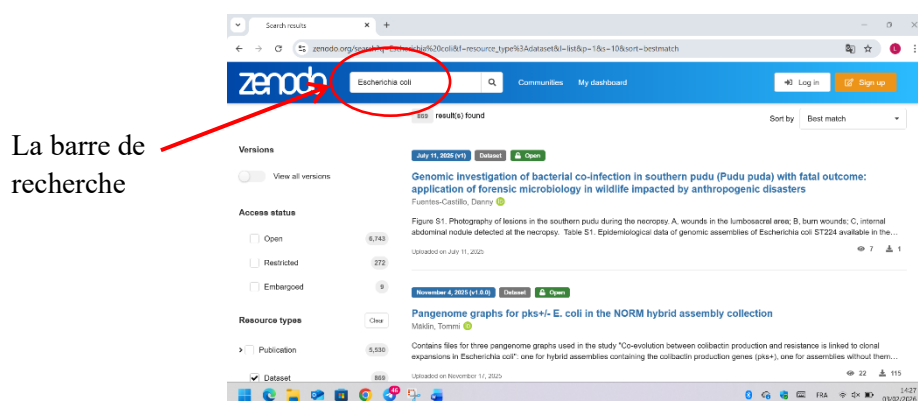 Search results
zenodo.org/search?q=Escherichia%20coli&f=resource_type%3Adataset&l=list&p=1&s=10&sort=bestmatch
zenodo
Escherichia coli
Communities My dashboard
Log in
Sign up
869 result(s) found
Sort by Best match
La barre de
recherche
Versions
View all versions
Access status
Open 6,743
Restricted 272
Embargoed 9
Resource types Clear
Publication 5,530
Dataset 869
July 11, 2025 (v1) Dataset Open
Genomic investigation of bacterial co-infection in southern pudu (Pudu puda) with fatal outcome:
application of forensic microbiology in wildlife impacted by anthropogenic disasters
Fuentes-Castillo, Danny
Figure S1. Photography of lesions in the southern pudu during the necropsy. A, wounds in the lumbosacral area; B, burn wounds; C, internal
abdominal nodule detected at the necropsy. Table S1. Epidemiological data of genomic assemblies of Escherichia coli ST224 available in the...
Uploaded on July 11, 2025
7 1
November 4, 2025 (v1.0.0) Dataset Open
Pangenome graphs for pks+/- E. coli in the NORM hybrid assembly collection
Mäklin, Tommi
Contains files for three pangenome graphs used in the study "Co-evolution between colibactin production and resistance is linked to clonal
expansions in Escherichia coli": one for hybrid assemblies containing the colibactin production genes (pks+), one for assemblies without them...
Uploaded on November 17, 2025
22 115
FRA
14:27
03/02/2026